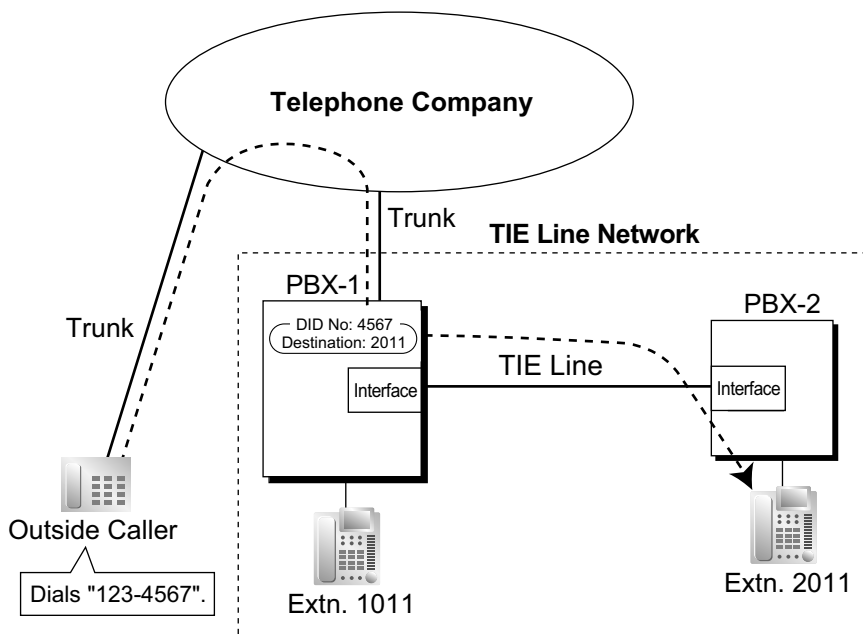 Telephone Company
Trunk
TIE Line Network
PBX-1
PBX-2
Trunk
DID No: 4567
Destination: 2011
TIE Line
Interface
Interface
Outside Caller
Dials "123-4567".
Extn. 1011
Extn. 2011